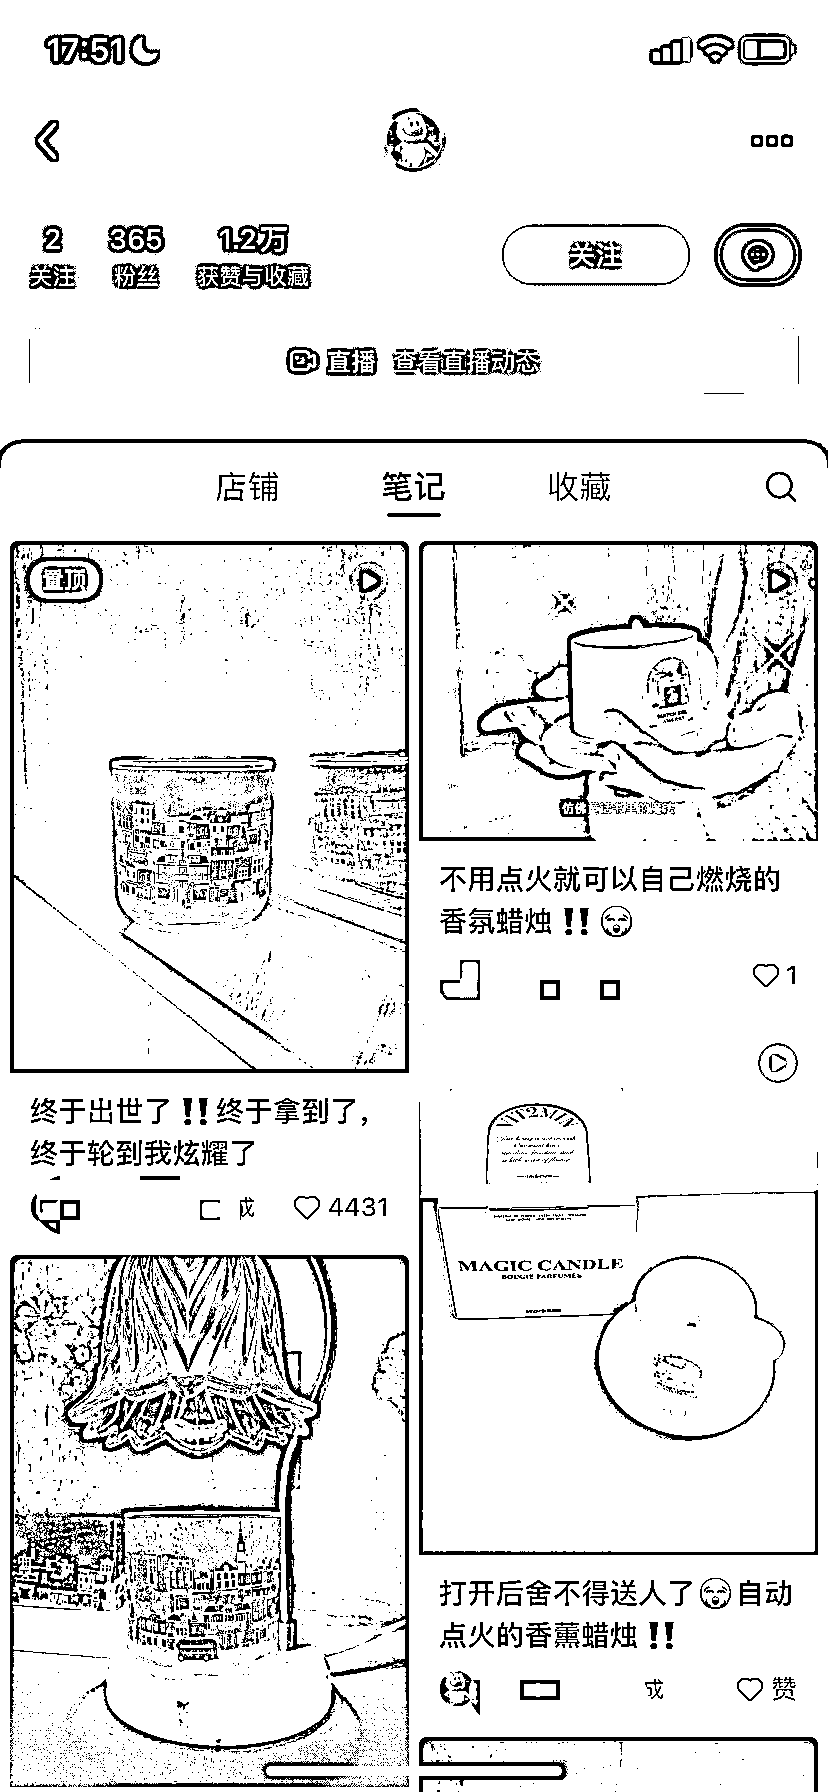 17:51
2 365 1.2万
关注 粉丝 获赞与收藏
关注
直播 查看直播动态
店铺 笔记 收藏
置顶
不用点火就可以自己燃烧的
香氛蜡烛‼️😭
1
终于出世了‼️终于拿到了，
终于轮到我炫耀了
4431
MAGIC CANDLE
BOUGIE PARFUMÉE
打开后舍不得送人了😭自动
点火的香薰蜡烛‼️
赞